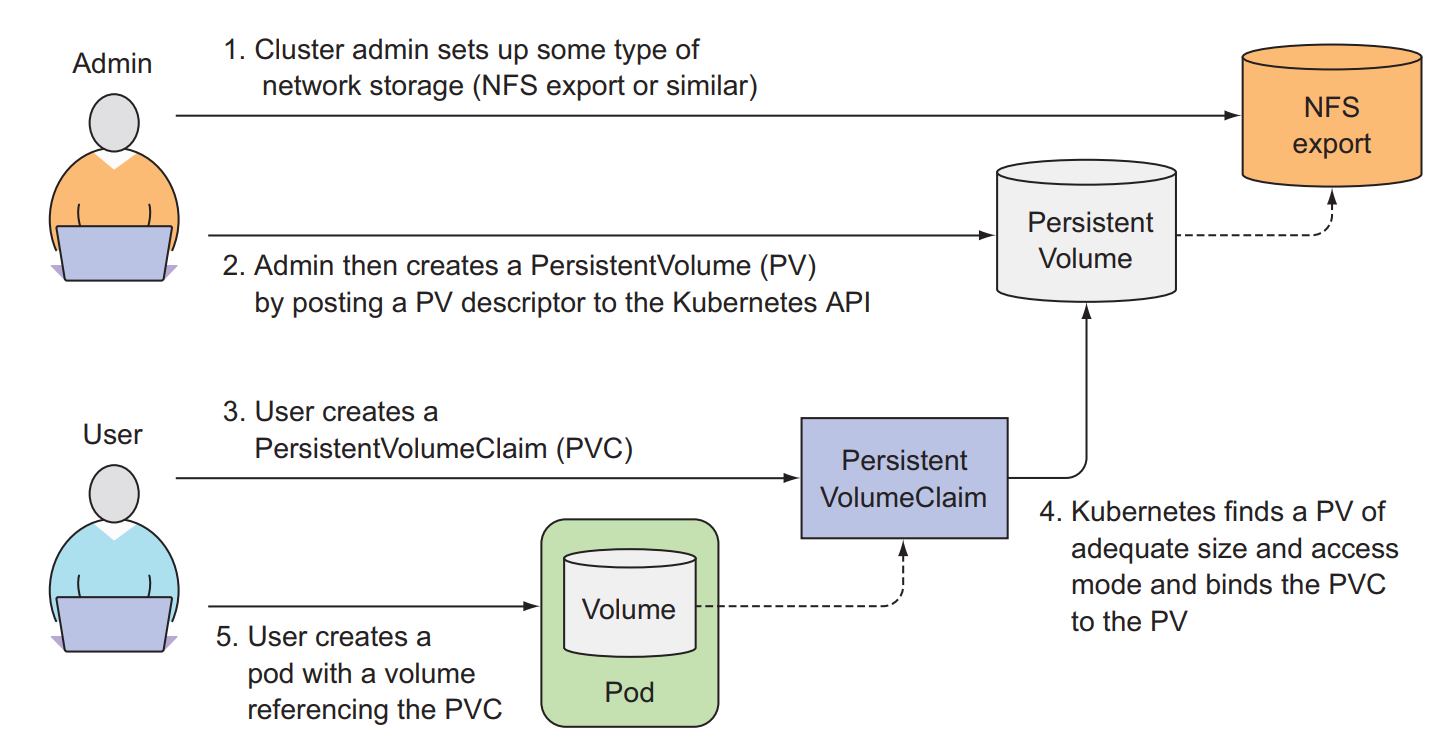 Admin
1. Cluster admin sets up some type of
network storage (NFS export or similar)
NFS
export
Persistent
Volume
2. Admin then creates a PersistentVolume (PV)
by posting a PV descriptor to the Kubernetes API
User
3. User creates a
PersistentVolumeClaim (PVC)
Persistent
VolumeClaim
4. Kubernetes finds a PV of
adequate size and access
mode and binds the PVC
to the PV
Volume
Pod
5. User creates a
pod with a volume
referencing the PVC